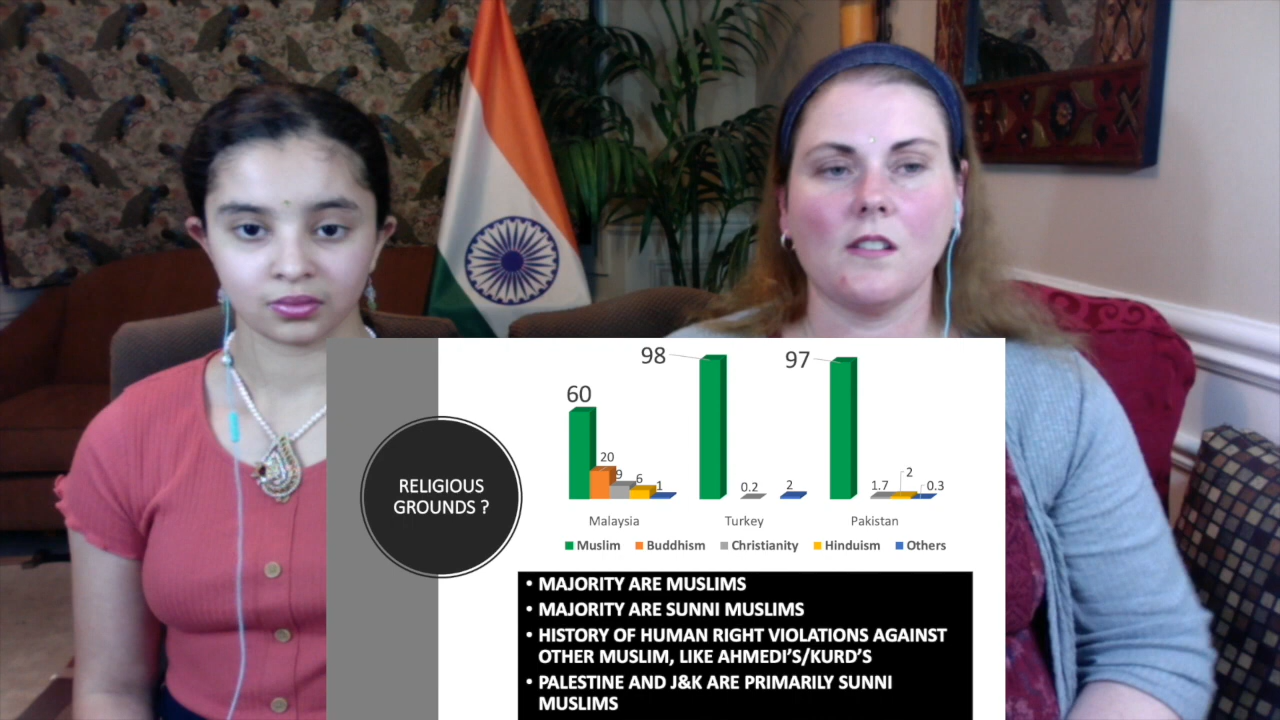 RELIGIOUS
GROUNDS ?
98
97
60
20
9
6
1
0.2
2
1.7
2
0.3
Malaysia Turkey Pakistan
Muslim Buddhism Christianity Hinduism Others
• MAJORITY ARE MUSLIMS
• MAJORITY ARE SUNNI MUSLIMS
• HISTORY OF HUMAN RIGHT VIOLATIONS AGAINST
OTHER MUSLIM, LIKE AHMEDI'S/KURD'S
• PALESTINE AND J&K ARE PRIMARILY SUNNI
MUSLIMS